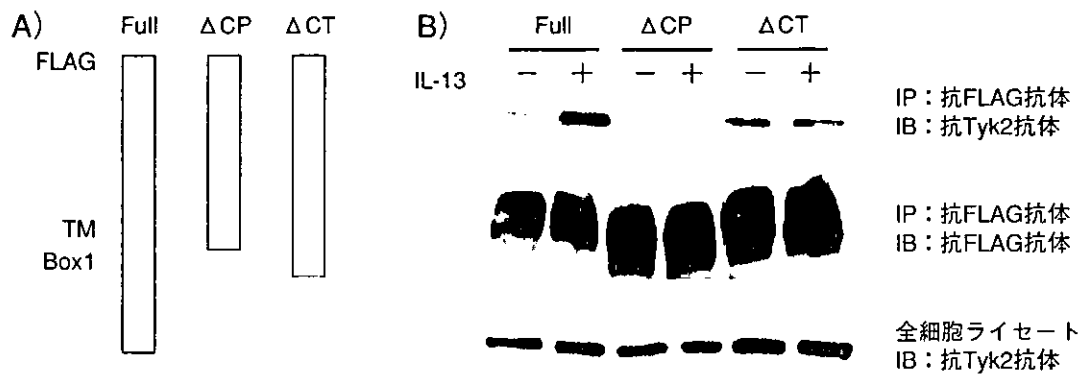 A)
Full ΔCP ΔCT
FLAG
TM
Box1
B)
Full ΔCP ΔCT
IL-13 − + − + − +
IP：抗FLAG抗体
IB：抗Tyk2抗体
IP：抗FLAG抗体
IB：抗FLAG抗体
全細胞ライセート
IB：抗Tyk2抗体